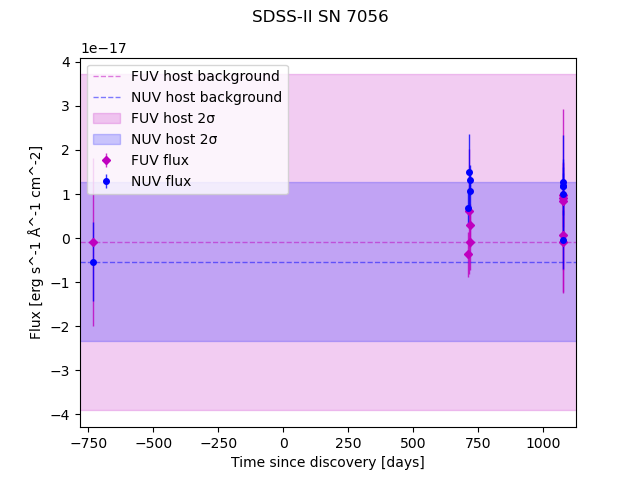 SDSS-II SN 7056
1e−17
FUV host background
NUV host background
FUV host 2σ
NUV host 2σ
FUV flux
NUV flux
4
3
2
1
0
−1
−2
−3
−4
Flux [erg s^-1 Å^-1 cm^-2]
−750 −500 −250 0 250 500 750 1000
Time since discovery [days]